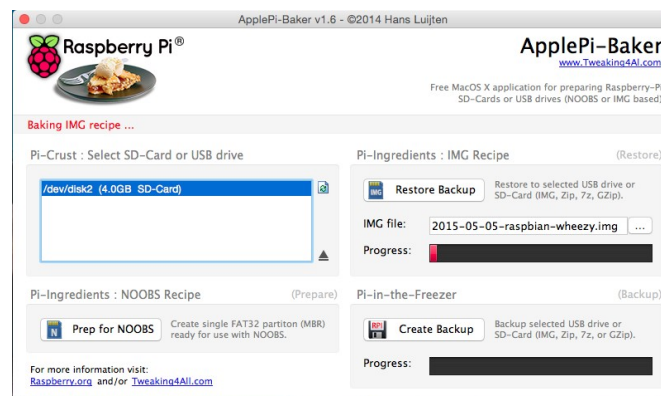 ApplePi-Baker v1.6 - ©2014 Hans Luijten
Raspberry Pi®
ApplePi-Baker
www.Tweaking4All.com
Free MacOS X application for preparing Raspberry-Pi
SD-Cards or USB drives (NOOBS or IMG based)
Baking IMG recipe ...
Pi-Crust : Select SD-Card or USB drive
/dev/disk2 (4.0GB SD-Card)
Pi-Ingredients : IMG Recipe (Restore)
IMG
Restore Backup
Restore to selected USB drive or
SD-Card (IMG, Zip, 7z, GZip).
IMG file: 2015-05-05-raspbian-wheezy.img ...
Progress:
Pi-Ingredients : NOOBS Recipe (Prepare)
N
Prep for NOOBS
Create single FAT32 partiton (MBR)
ready for use with NOOBS.
Pi-in-the-Freezer (Backup)
RPi
Create Backup
Backup selected USB drive or
SD-Card (IMG, Zip, 7z, or GZip).
Progress:
For more information visit:
Raspberry.org and/or Tweaking4All.com